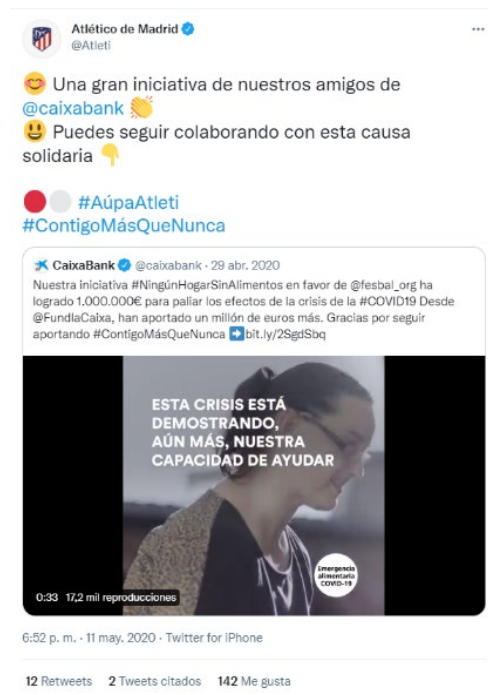 Atlético de Madrid
@Atleti
Una gran iniciativa de nuestros amigos de
@caixabank
Puedes seguir colaborando con esta causa
solidaria
#AúpaAtleti
#ContigoMásQueNunca
CaixaBank @caixabank · 29 abr. 2020
Nuestra iniciativa #NingúnHogarSinAlimentos en favor de @fesbal_org ha
logrado 1.000.000€ para paliar los efectos de la crisis de la #COVID19 Desde
@FundlaCaixa, han aportado un millón de euros más. Gracias por seguir
aportando #ContigoMásQueNunca bit.ly/2SgdSbq
ESTA CRISIS ESTÁ
DEMOSTRANDO,
AÚN MÁS, NUESTRA
CAPACIDAD DE AYUDAR
Emergencia
alimentaria
COVID-19
0:33 17,2 mil reproducciones
6:52 p. m. · 11 may. 2020 · Twitter for iPhone
12 Retweets 2 Tweets citados 142 Me gusta